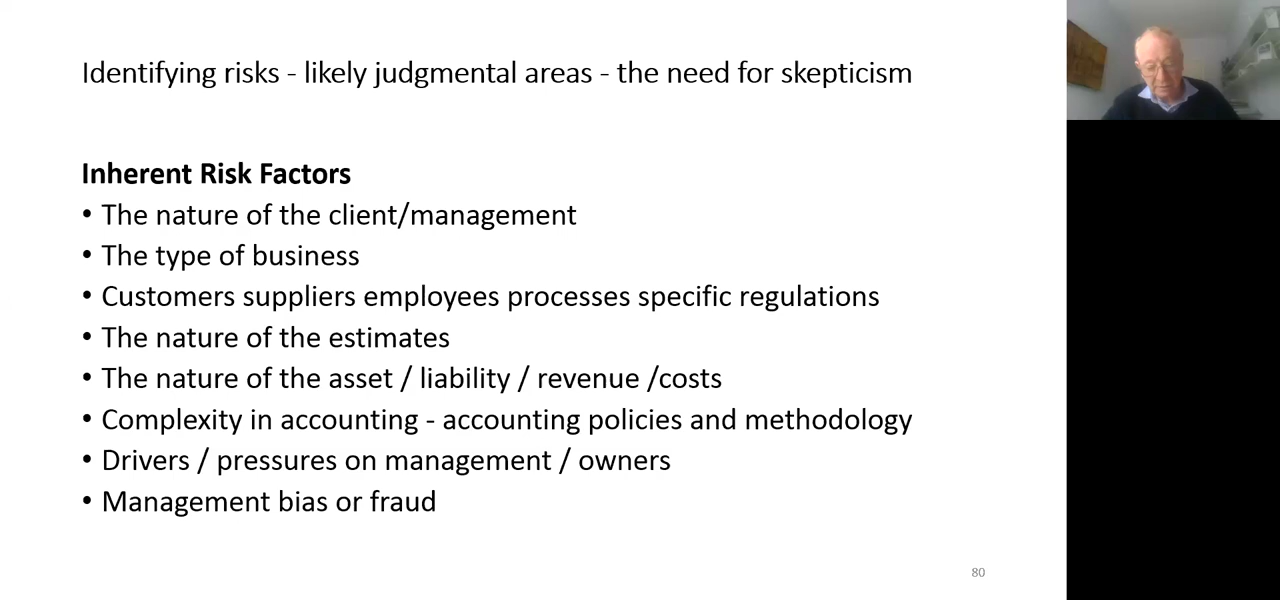 Identifying risks - likely judgmental areas - the need for skepticism
Inherent Risk Factors
• The nature of the client/management
• The type of business
• Customers suppliers employees processes specific regulations
• The nature of the estimates
• The nature of the asset / liability / revenue /costs
• Complexity in accounting - accounting policies and methodology
• Drivers / pressures on management / owners
• Management bias or fraud
80